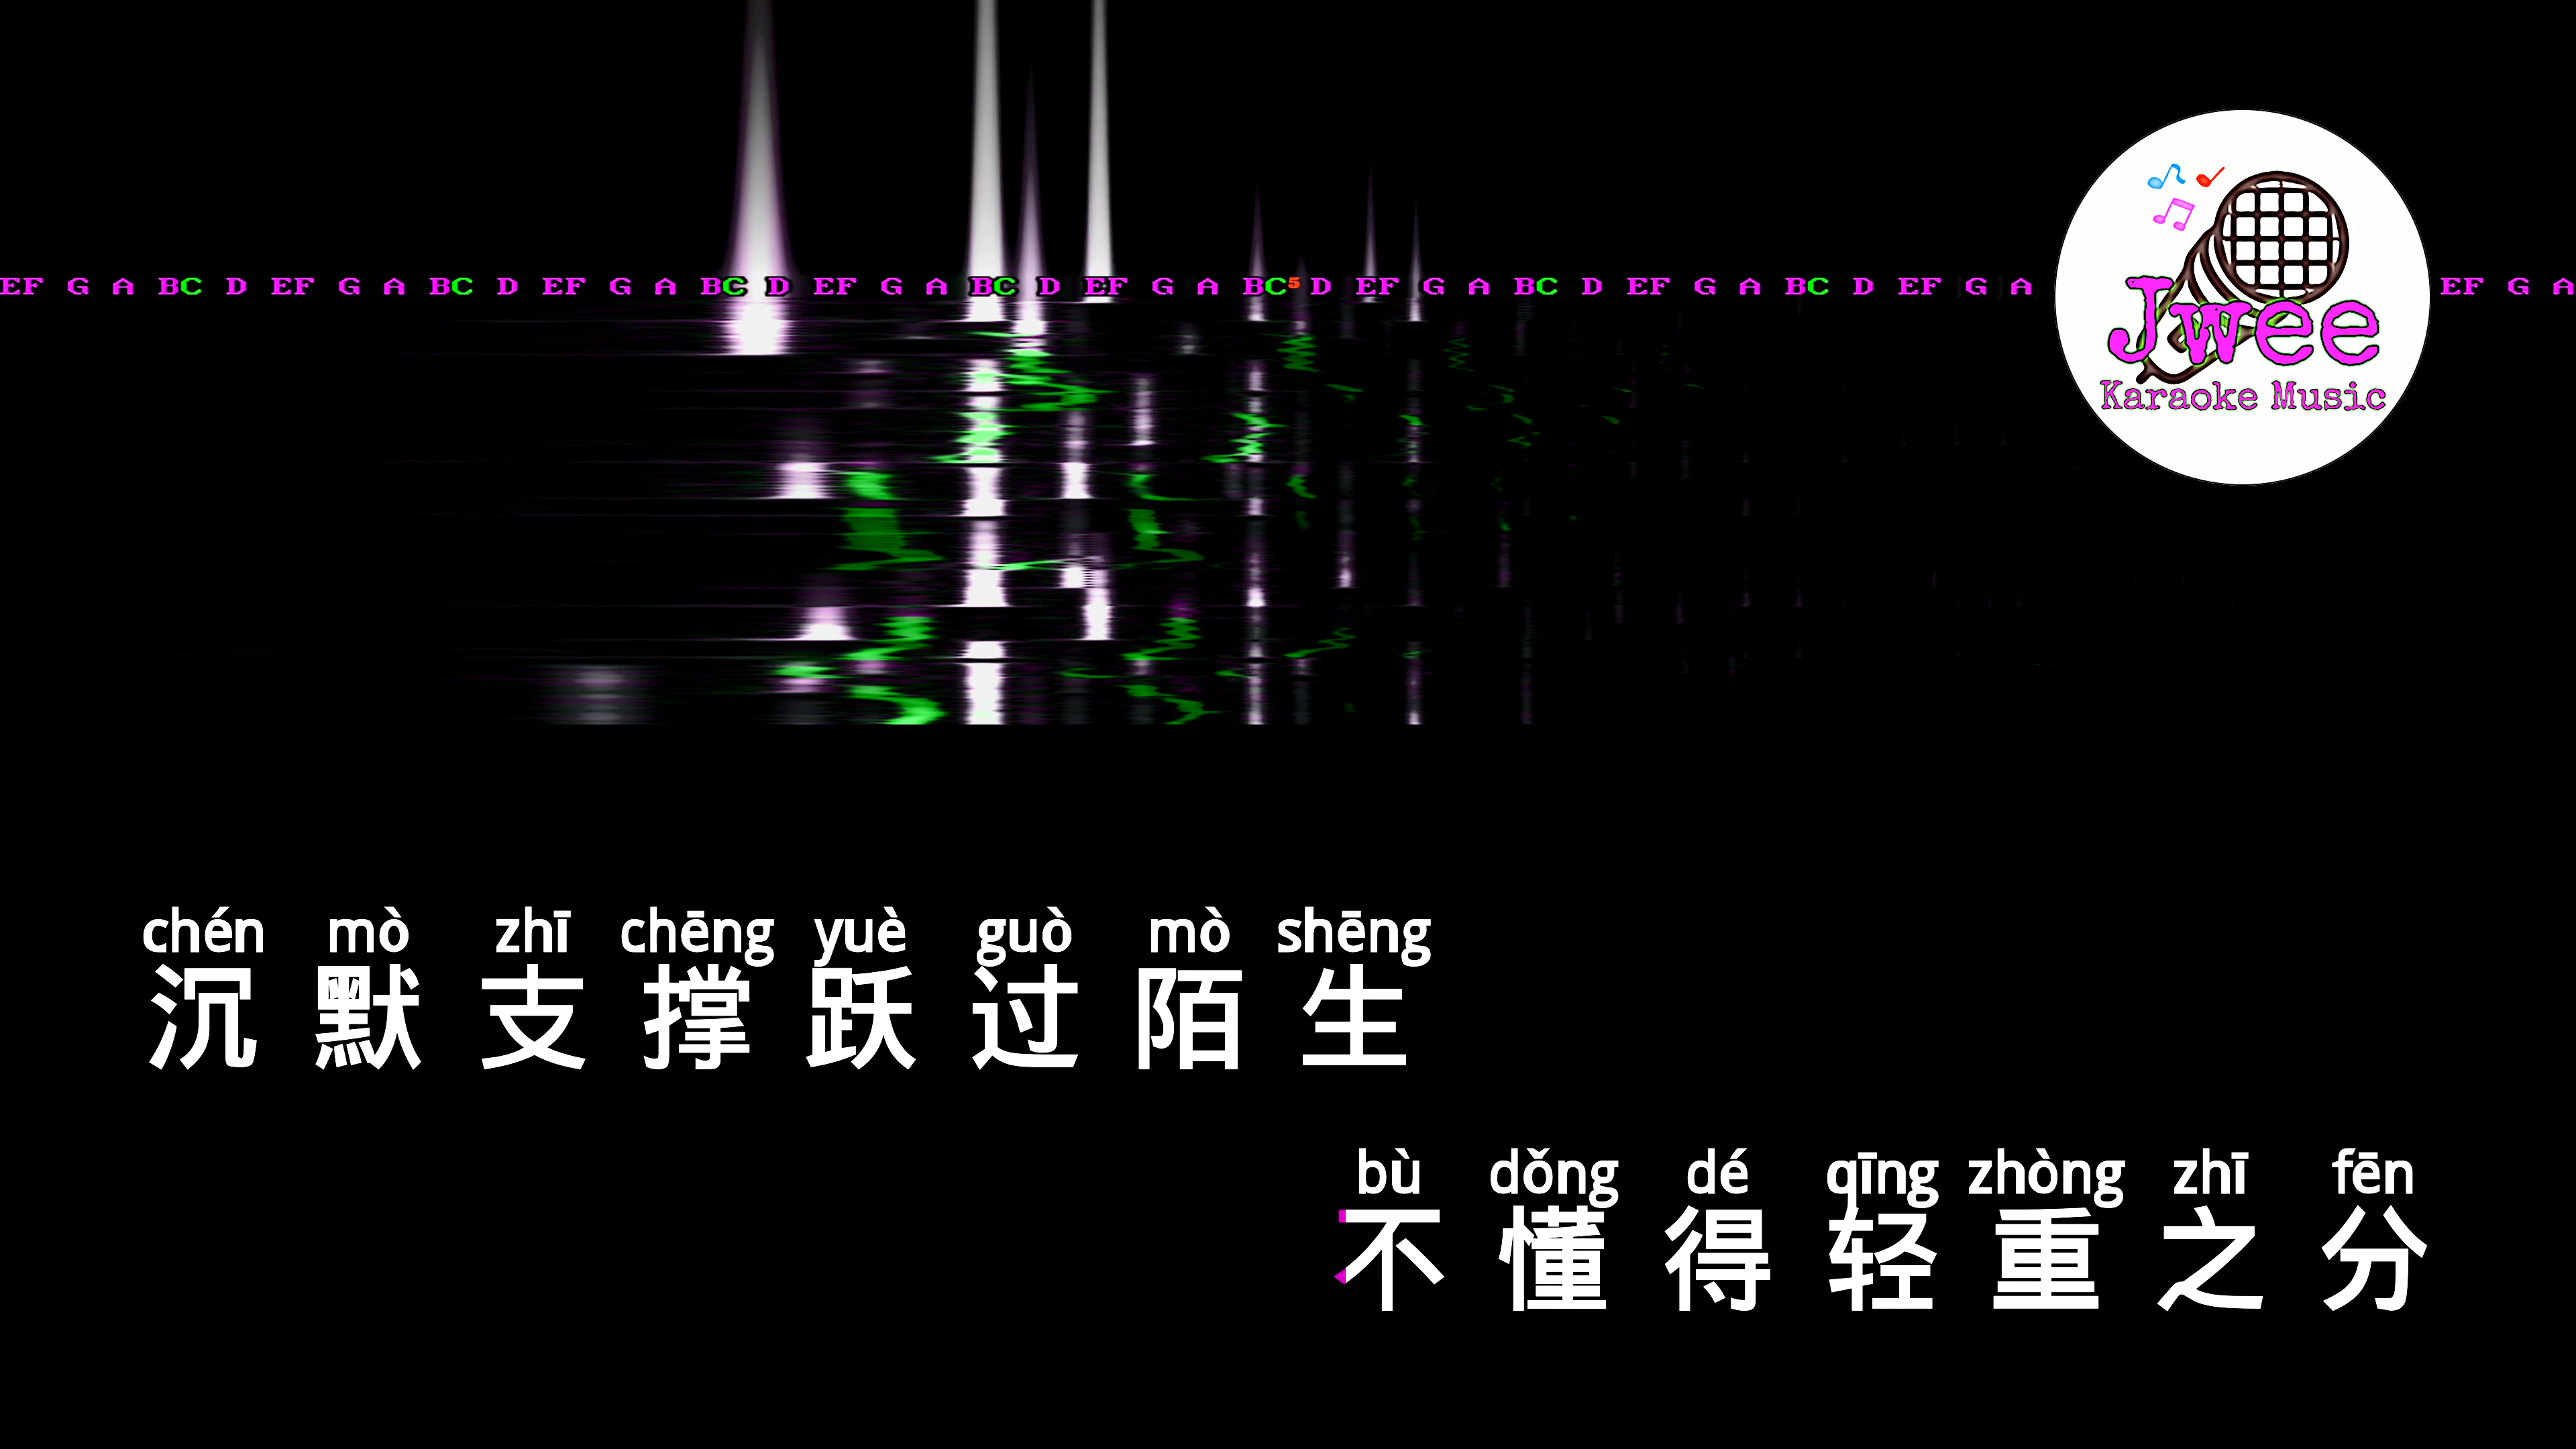 EF G A BC D EF G A BC D EF G A BC D EF G A BC D EF G A BC5 D EF G A BC D EF G A BC D EF G A EF G A
Jwee
Karaoke Music
chén mò zhī chēng yuè guò mò shēng
沉默支撑跃过陌生
bù dǒng dé qīng zhòng zhī fēn
不懂得轻重之分